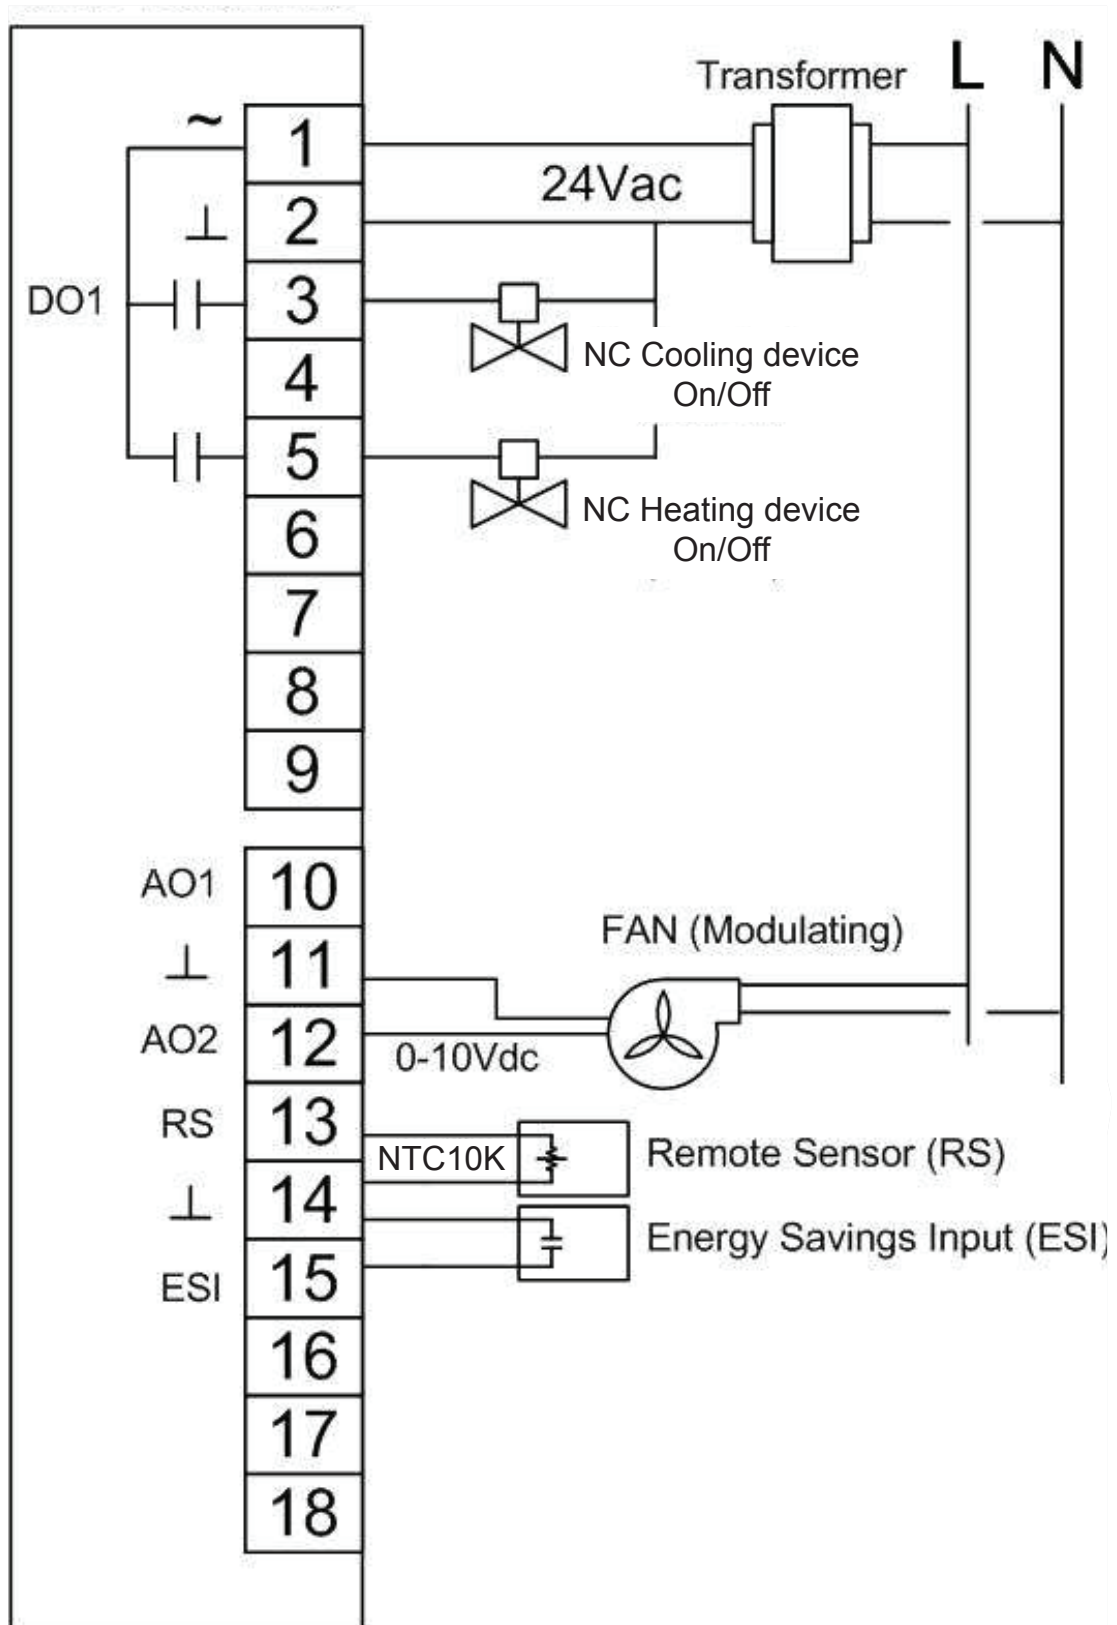 Transformer L N
~ 1
24Vac
⊥ 2
DO1 3
NC Cooling device
On/Off
4
5
NC Heating device
On/Off
6
7
8
9
AO1 10
FAN (Modulating)
⊥ 11
AO2 12
0-10Vdc
RS 13
NTC10K Remote Sensor (RS)
⊥ 14
Energy Savings Input (ESI)
ESI 15
16
17
18